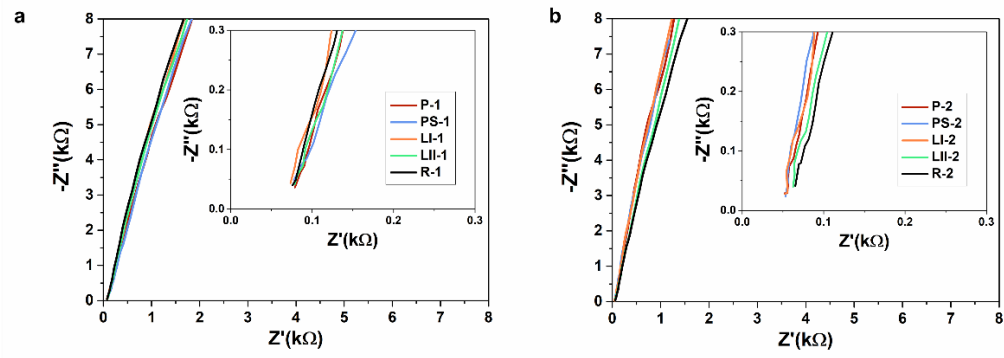 a
-Z''(kΩ)
8
7
6
5
4
3
2
1
0
0 1 2 3 4 5 6 7 8
Z'(kΩ)
-Z''(kΩ)
0.3
0.2
0.1
0.0
0.0 0.1 0.2 0.3
Z'(kΩ)
P-1
PS-1
LI-1
LII-1
R-1
b
-Z''(kΩ)
8
7
6
5
4
3
2
1
0
0 1 2 3 4 5 6 7 8
Z'(kΩ)
-Z''(kΩ)
0.3
0.2
0.1
0.0
0.0 0.1 0.2 0.3
Z'(kΩ)
P-2
PS-2
LI-2
LII-2
R-2